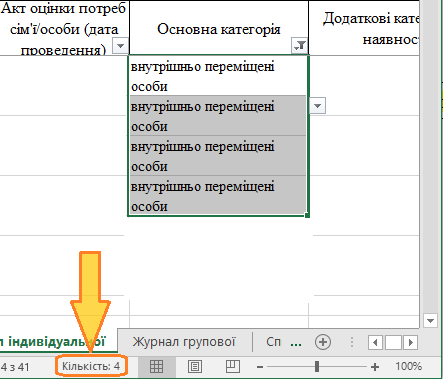 Акт оцінки потреб
сім'ї/особи (дата
проведення)
Основна категорія
Додаткові кате
наявнос
внутрішньо переміщені
особи
внутрішньо переміщені
особи
внутрішньо переміщені
особи
внутрішньо переміщені
особи
л індивідуальної
Журнал групової
Сп ...
4 з 41
Кількість: 4
100%